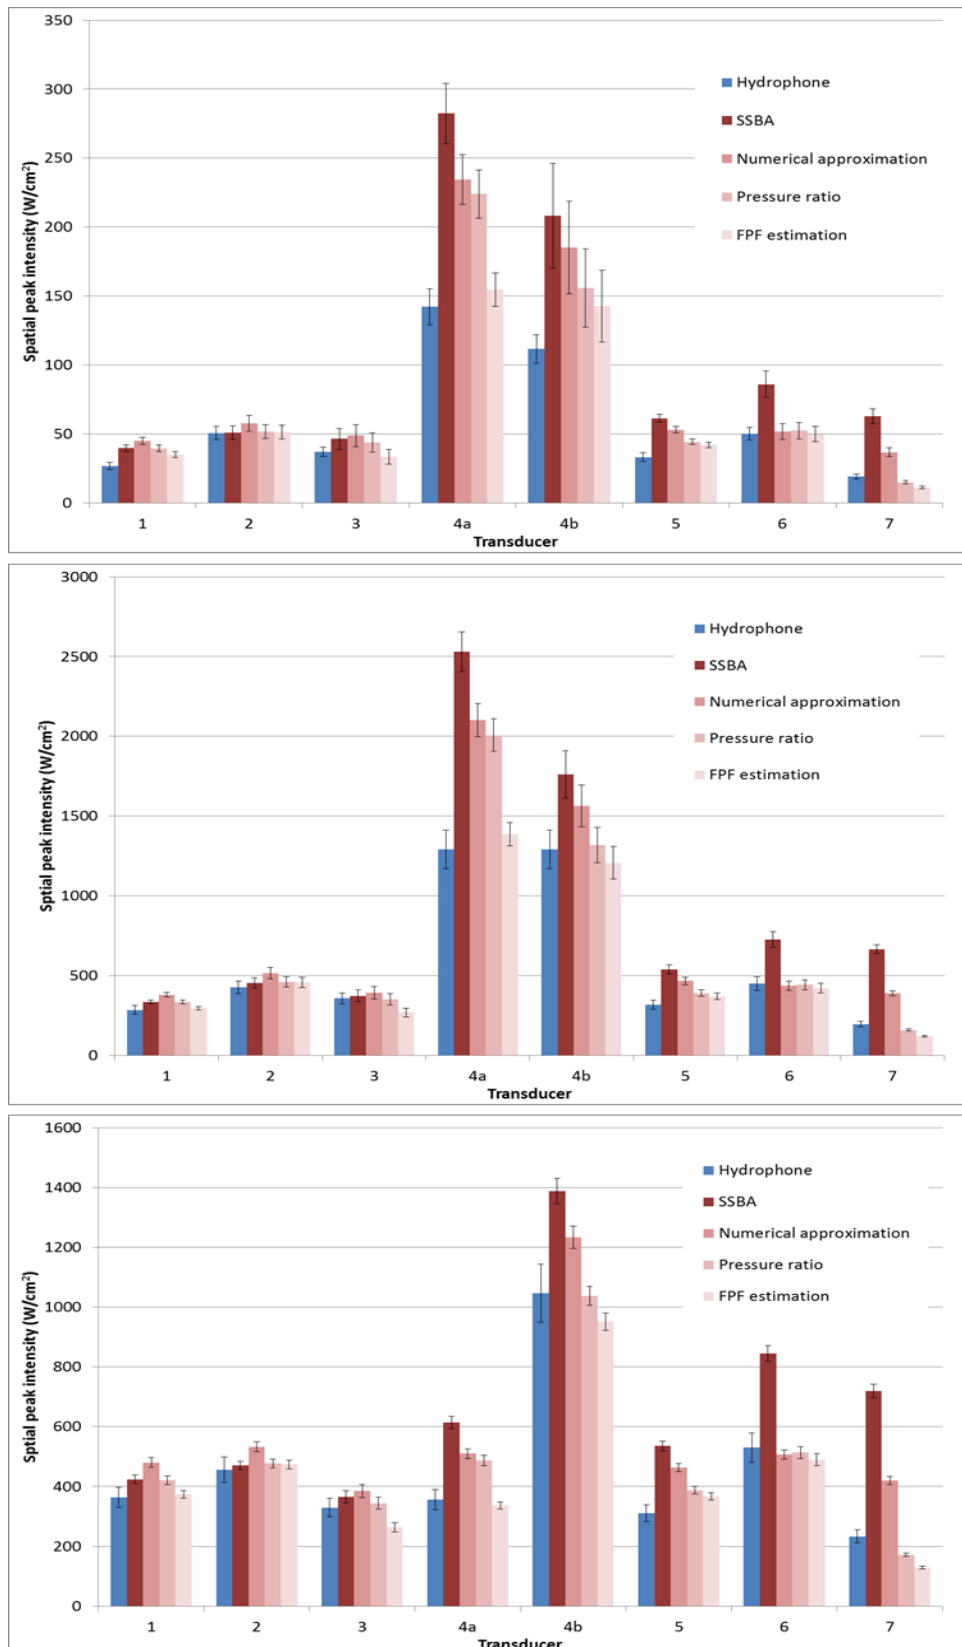 350
300
250
200
150
100
50
0
Spatial peak intensity (W/cm²)
Hydrophone
SSBA
Numerical approximation
Pressure ratio
FPF estimation
1 2 3 4a 4b 5 6 7
Transducer
3000
2500
2000
1500
1000
500
0
Sptial peak intensity (W/cm²)
Hydrophone
SSBA
Numerical approximation
Pressure ratio
FPF estimation
1 2 3 4a 4b 5 6 7
Transducer
1600
1400
1200
1000
800
600
400
200
0
Sptial peak intensity (W/cm²)
Hydrophone
SSBA
Numerical approximation
Pressure ratio
FPF estimation
1 2 3 4a 4b 5 6 7
Transducer